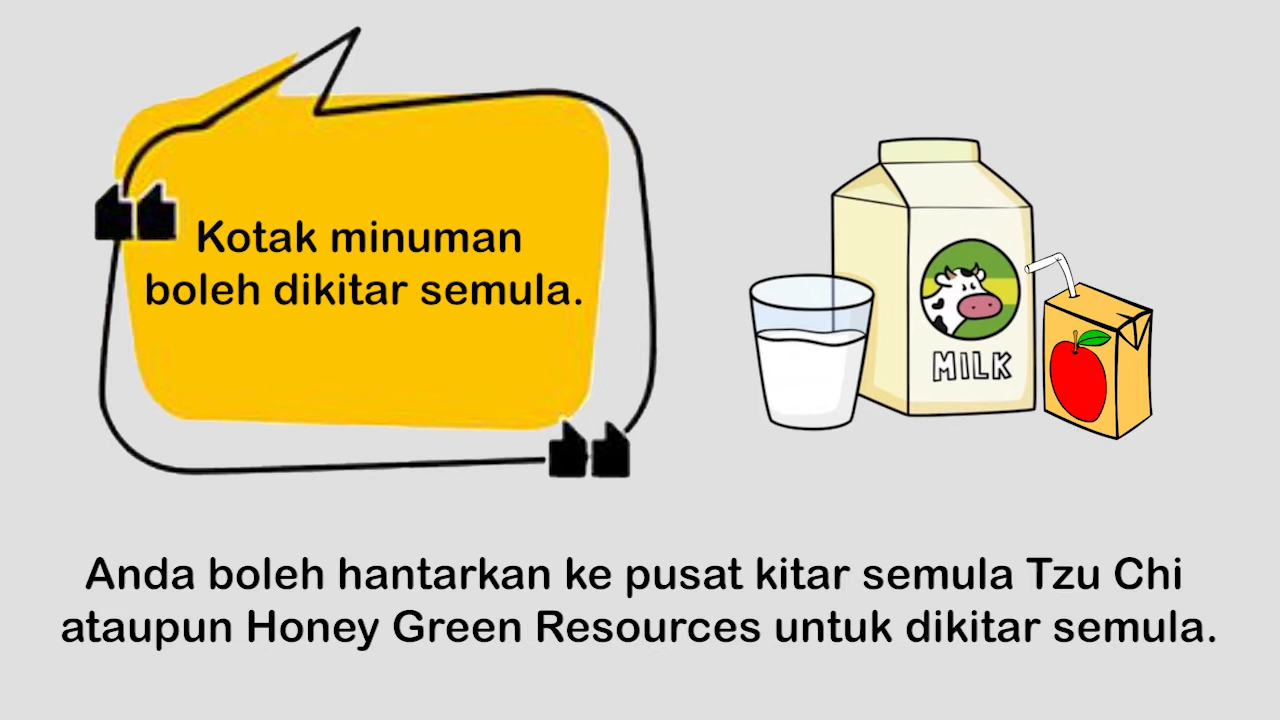 Kotak minuman
boleh dikitar semula.
MILK
Anda boleh hantarkan ke pusat kitar semula Tzu Chi
ataupun Honey Green Resources untuk dikitar semula.